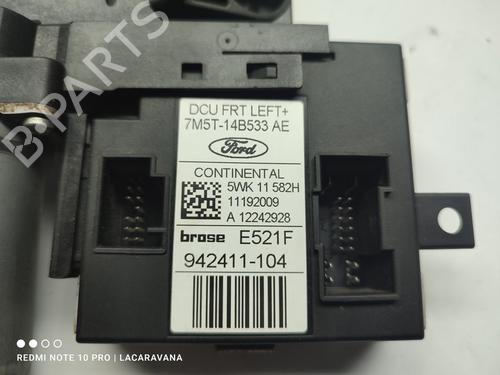 DCU FRT LEFT+
7M5T-14B533 AE
Ford
CONTINENTAL
5WK 11 582H
11192009
A 12242928
brose E521F
942411-104
REDMI NOTE 10 PRO | LACARAVANA